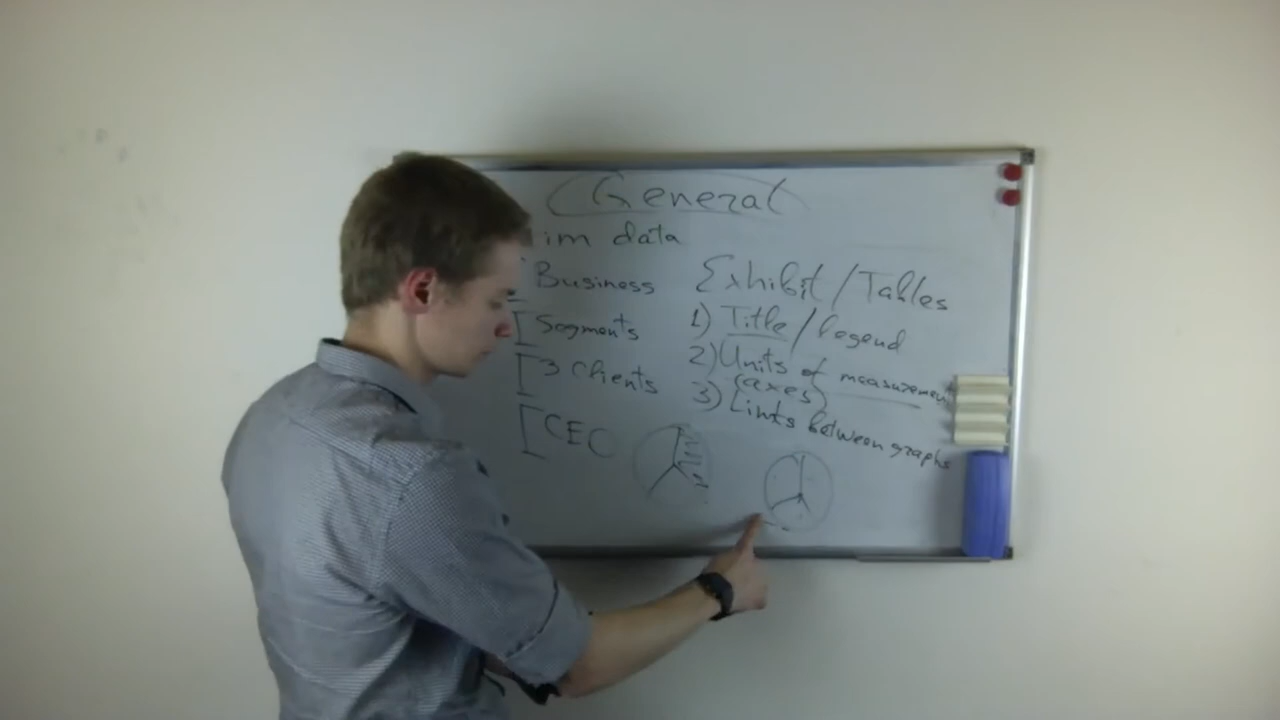 General
im data
Business
[ Segments
[ 3 Clients
[ CEO
Exhibit / Tables
1) Title / legend
2) Units of measuremen
(axes)
3) Links between graphs